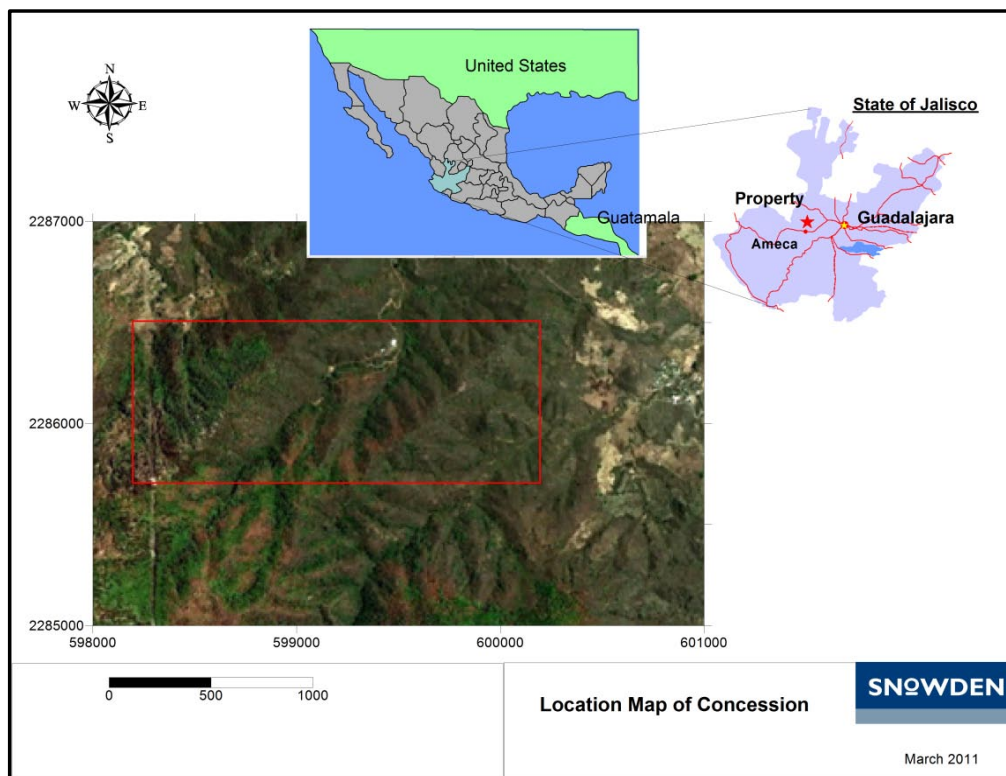 N
W E
S
United States
Guatamala
State of Jalisco
Property
Guadalajara
Ameca
2287000
2286000
2285000
598000 599000 600000 601000
0 500 1000
Location Map of Concession
SNOWDEN
March 2011